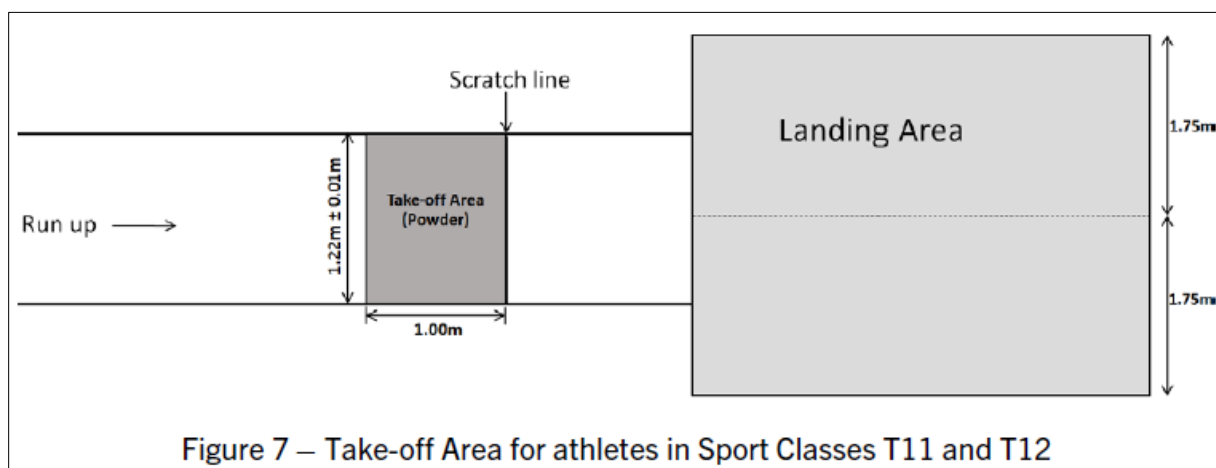 Scratch line
Landing Area
1.75m
Run up
1.22m ± 0.01m
Take-off Area
(Powder)
1.75m
1.00m
Figure 7 – Take-off Area for athletes in Sport Classes T11 and T12